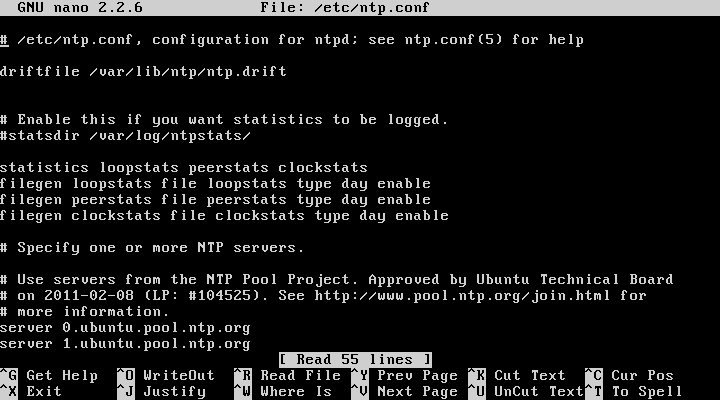 GNU nano 2.2.6 File: /etc/ntp.conf
# /etc/ntp.conf, configuration for ntpd; see ntp.conf(5) for help
driftfile /var/lib/ntp/ntp.drift
# Enable this if you want statistics to be logged.
#statsdir /var/log/ntpstats/
statistics loopstats peerstats clockstats
filegen loopstats file loopstats type day enable
filegen peerstats file peerstats type day enable
filegen clockstats file clockstats type day enable
# Specify one or more NTP servers.
# Use servers from the NTP Pool Project. Approved by Ubuntu Technical Board
# on 2011-02-08 (LP: #104525). See http://www.pool.ntp.org/join.html for
# more information.
server 0.ubuntu.pool.ntp.org
server 1.ubuntu.pool.ntp.org
[ Read 55 lines ]
^G Get Help ^O WriteOut ^R Read File ^Y Prev Page ^K Cut Text ^C Cur Pos
^X Exit ^J Justify ^W Where Is ^V Next Page ^U UnCut Text ^T To Spell